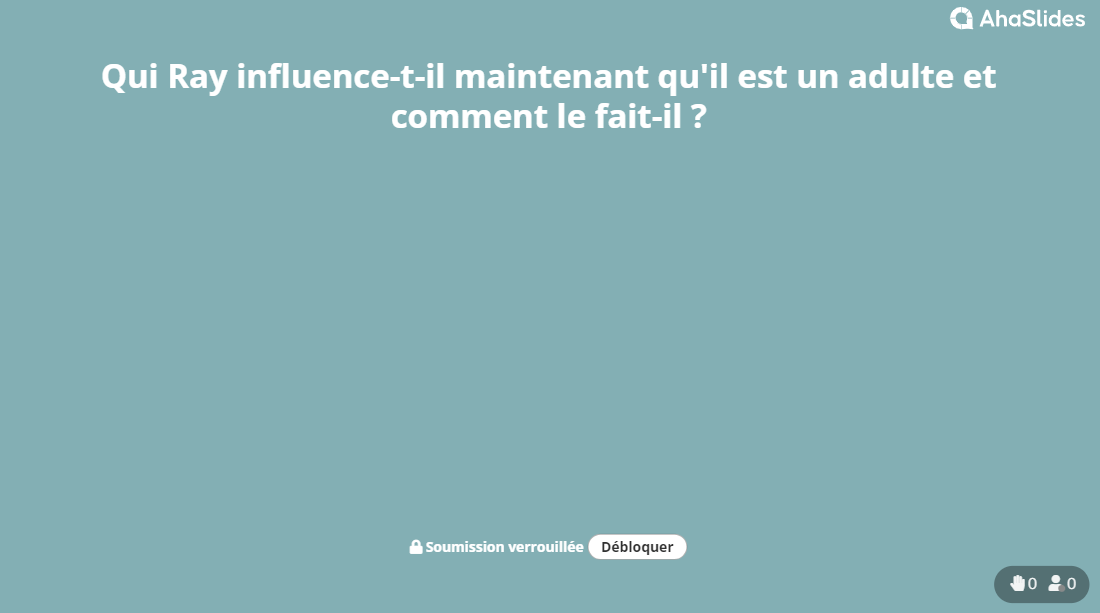 AhaSlides
Qui Ray influence-t-il maintenant qu'il est un adulte et
comment le fait-il ?
Soumission verrouillée Débloquer
0 0